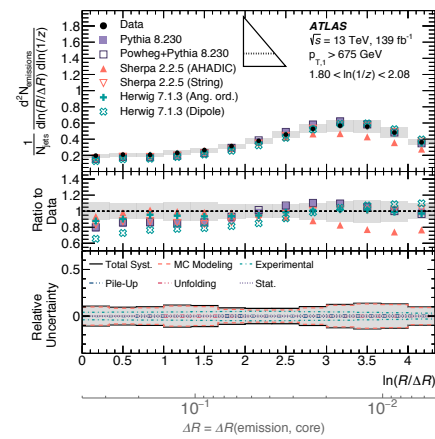 1.8
1.6
1.4
1.2
1.0
0.8
0.6
0.4
0.2
1/N_jets d²N_emissions / dln(R/ΔR) dln(1/z)
Data
Pythia 8.230
Powheg+Pythia 8.230
Sherpa 2.2.5 (AHADIC)
Sherpa 2.2.5 (String)
Herwig 7.1.3 (Ang. ord.)
Herwig 7.1.3 (Dipole)
ATLAS
√s = 13 TeV, 139 fb⁻¹
p_T,1 > 675 GeV
1.80 < ln(1/z) < 2.08
Ratio to
Data
1.4
1.2
1
0.8
0.6
Relative
Uncertainty
0.5
0
Total Syst.
MC Modeling
Experimental
Pile-Up
Unfolding
Stat.
0 0.5 1 1.5 2 2.5 3 3.5 4
ln(R/ΔR)
10⁻¹ 10⁻²
ΔR = ΔR(emission, core)